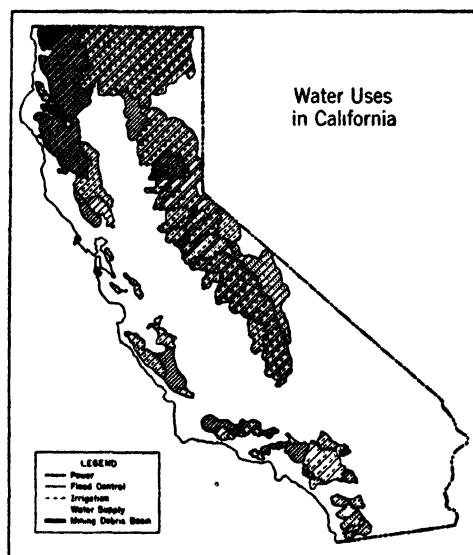 Water Uses
in California
LEGEND
Power
Flood Control
Irrigation
Water Supply
Mining Debris Basin